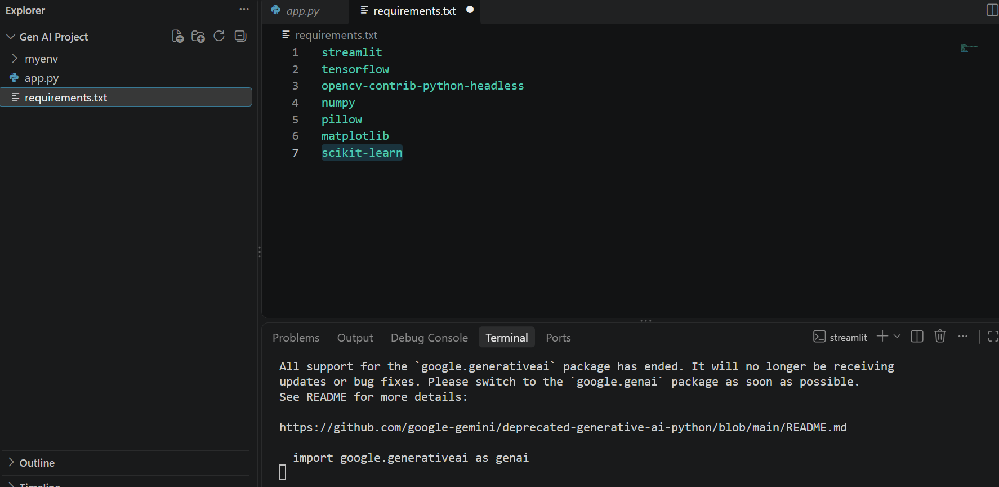 Explorer
Gen AI Project
myenv
app.py
requirements.txt
Outline
Timeline
app.py
requirements.txt
requirements.txt
1 streamlit
2 tensorflow
3 opencv-contrib-python-headless
4 numpy
5 pillow
6 matplotlib
7 scikit-learn
Problems Output Debug Console Terminal Ports
streamlit
All support for the `google.generativeai` package has ended. It will no longer be receiving
updates or bug fixes. Please switch to the `google.genai` package as soon as possible.
See README for more details:
https://github.com/google-gemini/deprecated-generative-ai-python/blob/main/README.md
import google.generativeai as genai